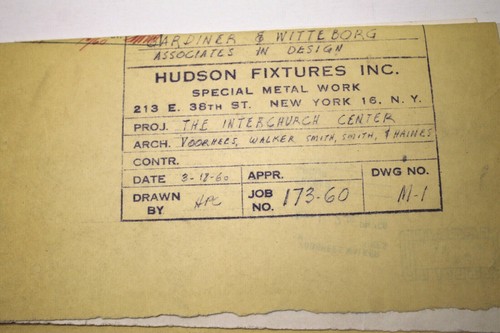 GARDINER & WITTEBORG
ASSOCIATES IN DESIGN
HUDSON FIXTURES INC.
SPECIAL METAL WORK
213 E. 38TH ST. NEW YORK 16, N.Y.
PROJ. THE INTERCHURCH CENTER
ARCH. VOORHEES, WALKER SMITH, SMITH, & HAINES
CONTR.
DATE 3-18-60 APPR. DWG NO.
DRAWN BY HPC JOB NO. 173-60 M-1